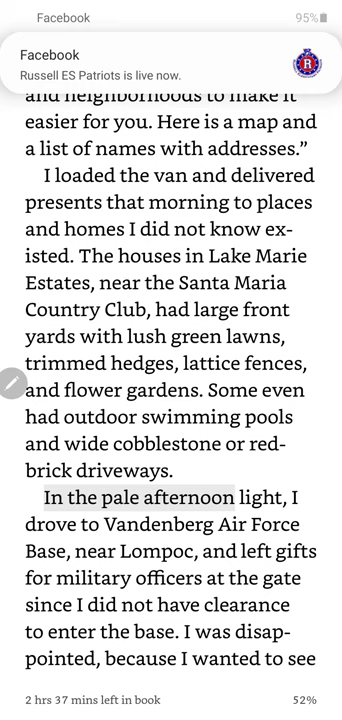 Facebook
95%
Facebook
Russell ES Patriots is live now.
R
and neighborhoods to make it
easier for you. Here is a map and
a list of names with addresses.”
I loaded the van and delivered
presents that morning to places
and homes I did not know ex-
isted. The houses in Lake Marie
Estates, near the Santa Maria
Country Club, had large front
yards with lush green lawns,
trimmed hedges, lattice fences,
and flower gardens. Some even
had outdoor swimming pools
and wide cobblestone or red-
brick driveways.
In the pale afternoon light, I
drove to Vandenberg Air Force
Base, near Lompoc, and left gifts
for military officers at the gate
since I did not have clearance
to enter the base. I was disap-
pointed, because I wanted to see
2 hrs 37 mins left in book
52%